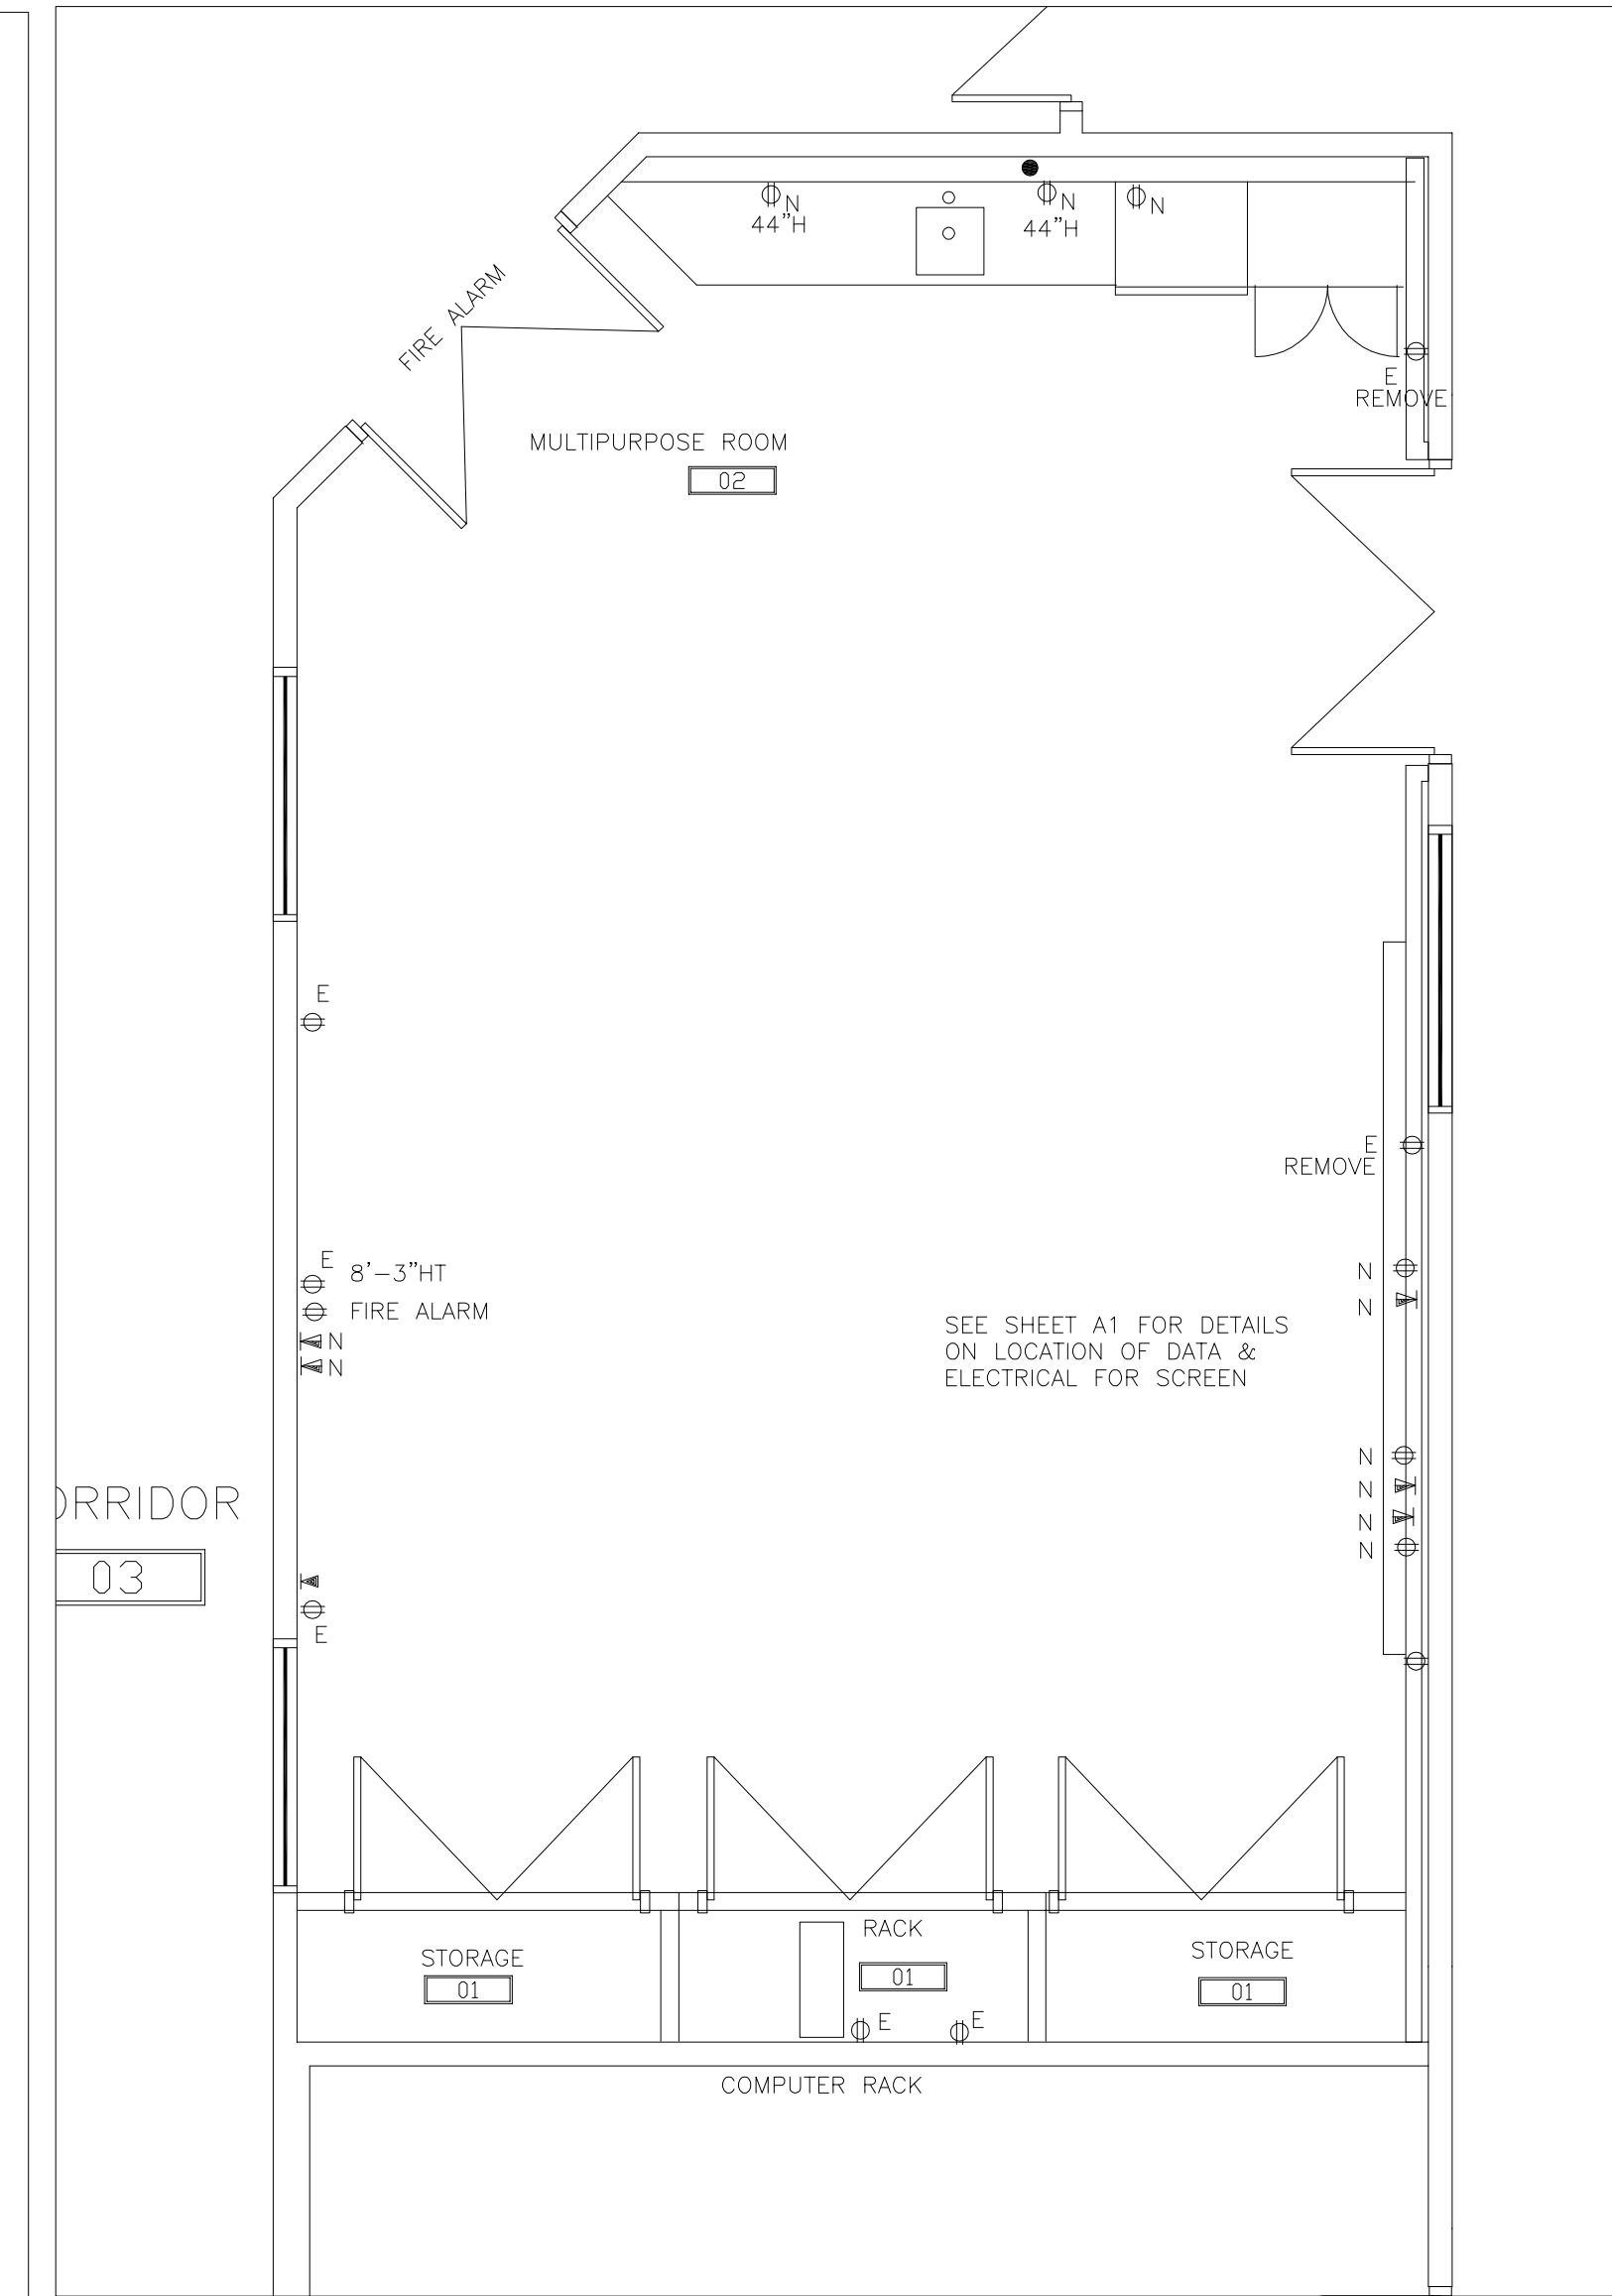 N
44"H
N
44"H
N
FIRE ALARM
E
REMOVE
MULTIPURPOSE ROOM
02
E
E
REMOVE
E
8'-3"HT
FIRE ALARM
N
N
N
N
SEE SHEET A1 FOR DETAILS
ON LOCATION OF DATA &
ELECTRICAL FOR SCREEN
N
N
N
N
ORRIDOR
03
E
STORAGE
01
RACK
01
STORAGE
01
E
E
COMPUTER RACK